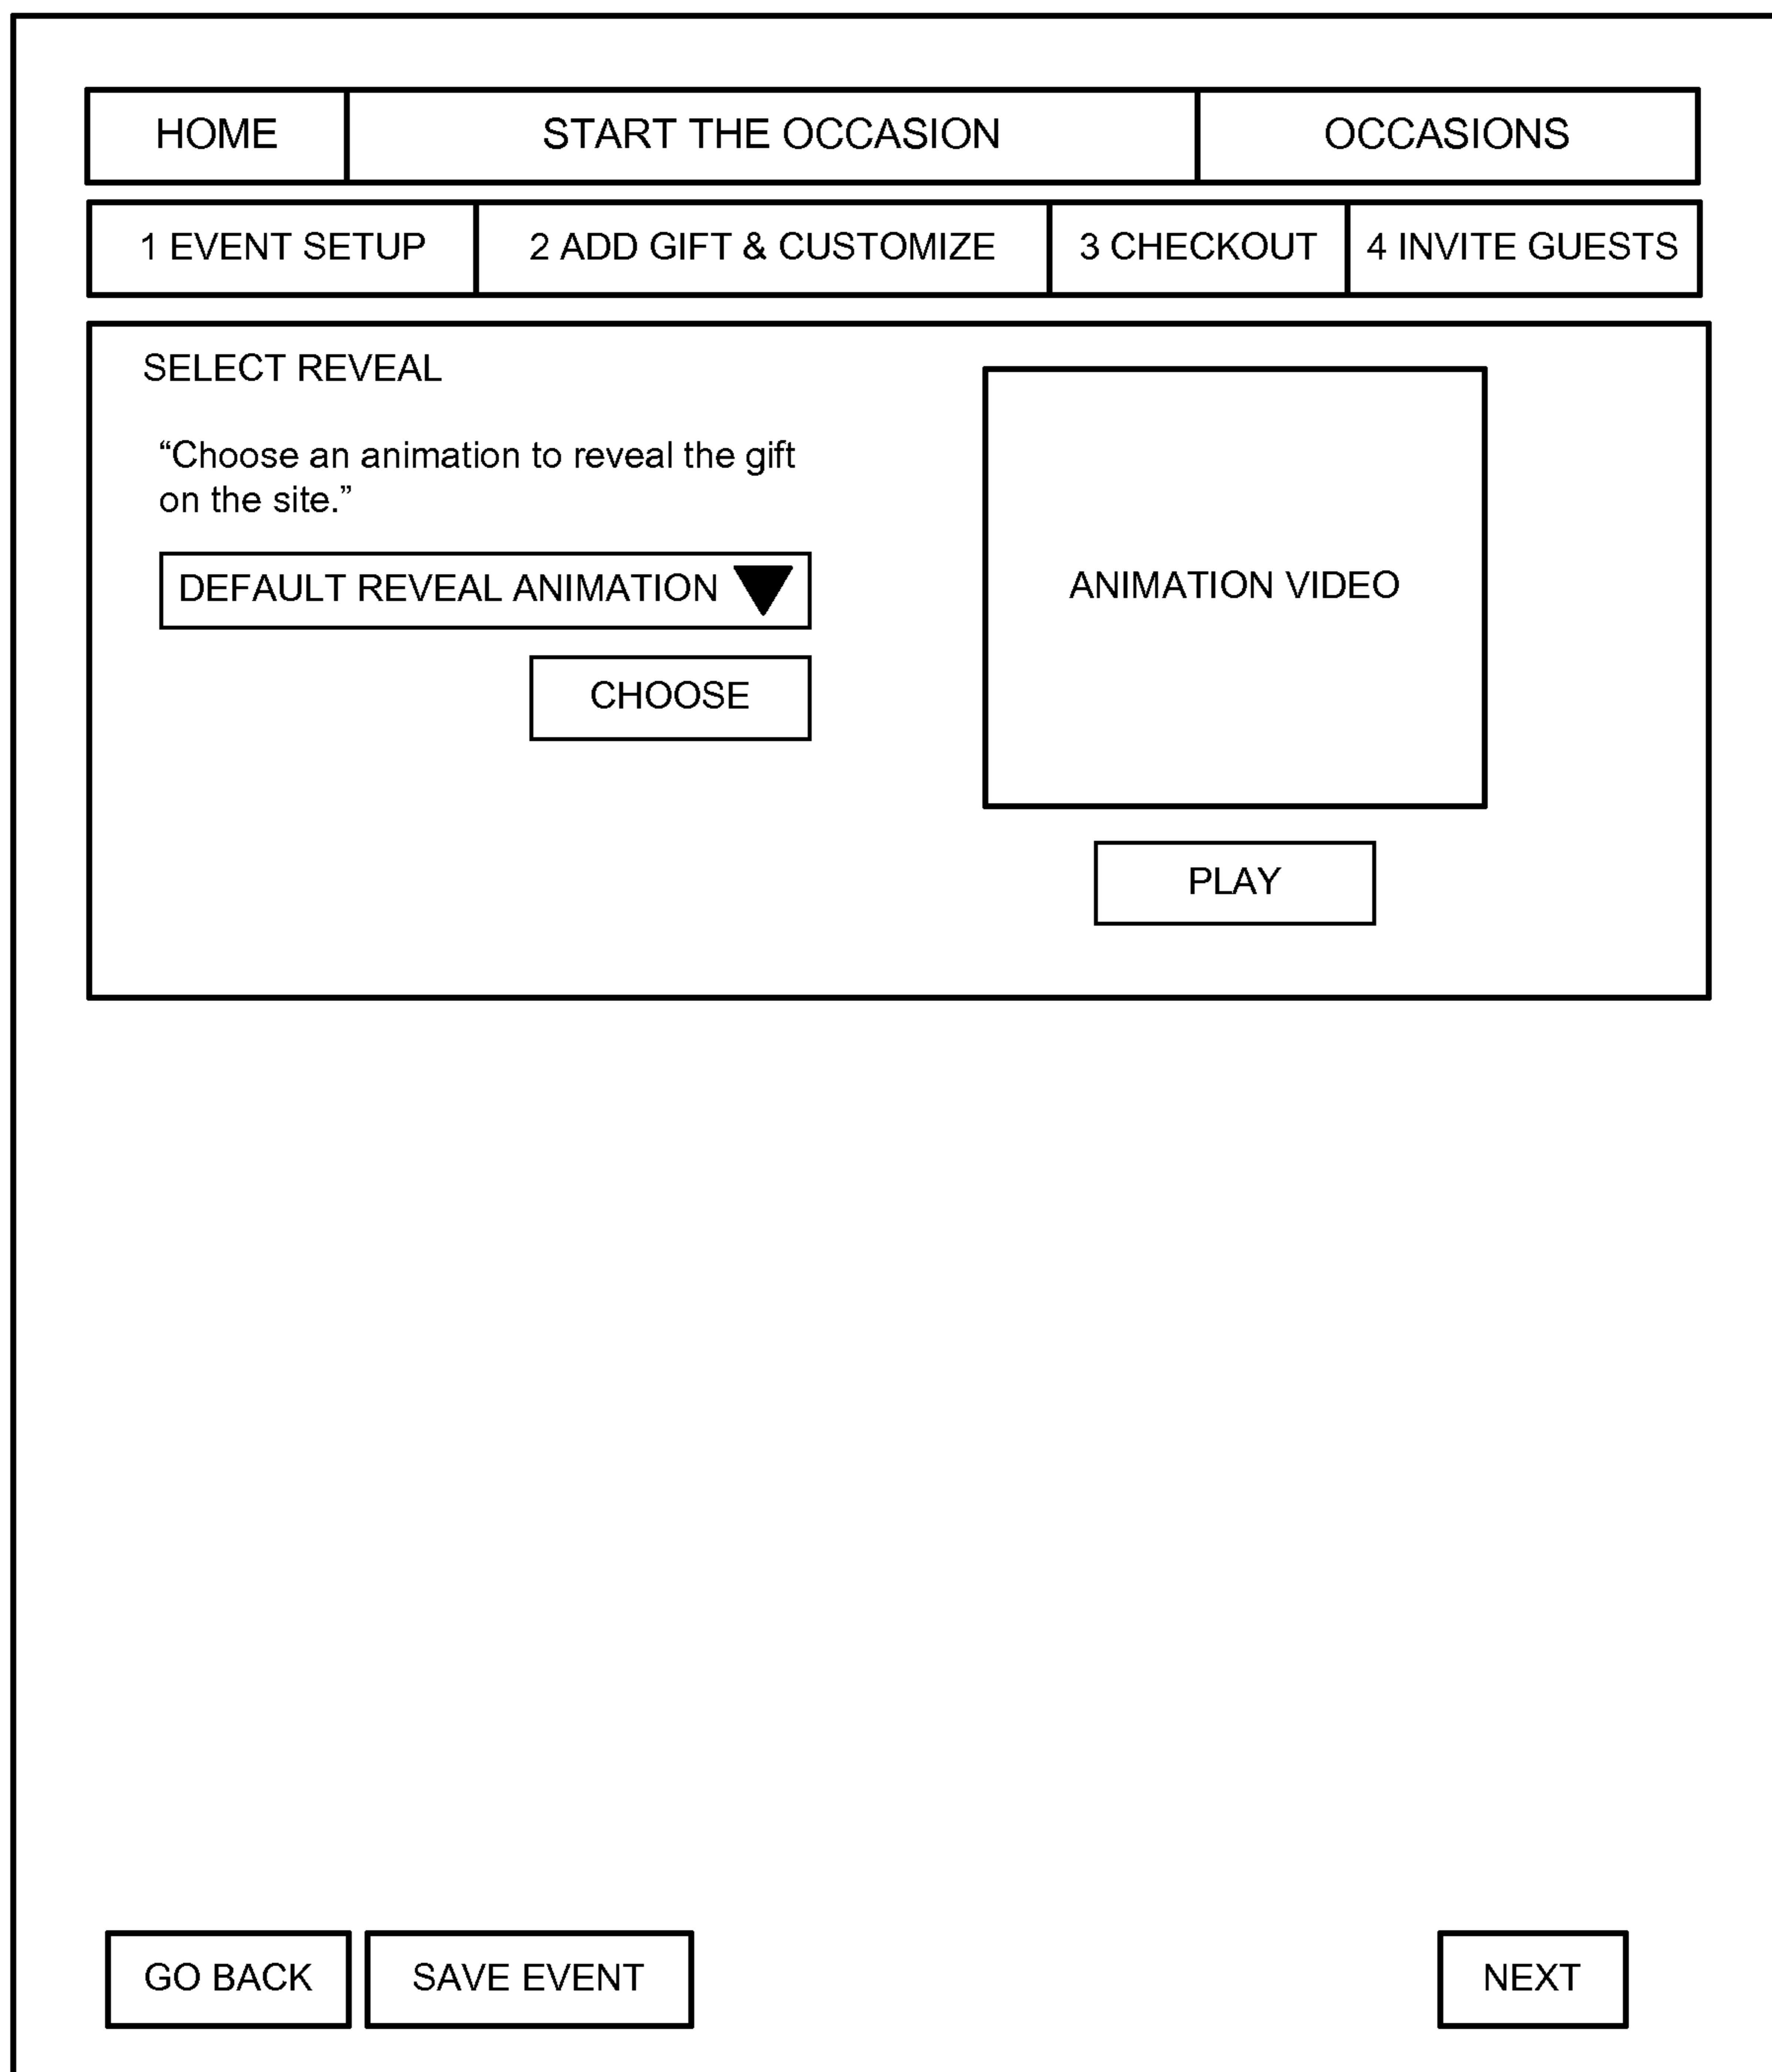 HOME START THE OCCASION OCCASIONS
1 EVENT SETUP 2 ADD GIFT & CUSTOMIZE 3 CHECKOUT 4 INVITE GUESTS
SELECT REVEAL
“Choose an animation to reveal the gift
on the site.”
DEFAULT REVEAL ANIMATION
CHOOSE
ANIMATION VIDEO
PLAY
GO BACK SAVE EVENT NEXT